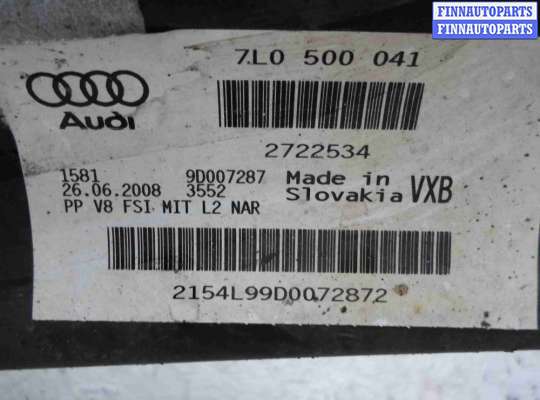 FINNAUTOPARTS
FINNAUTOPARTS
7L0 500 041
Audi
2722534
1581 9D007287 Made in
26.06.2008 3552 Slovakia VXB
PP V8 FSI MIT L2 NAR
2154L99D0072872